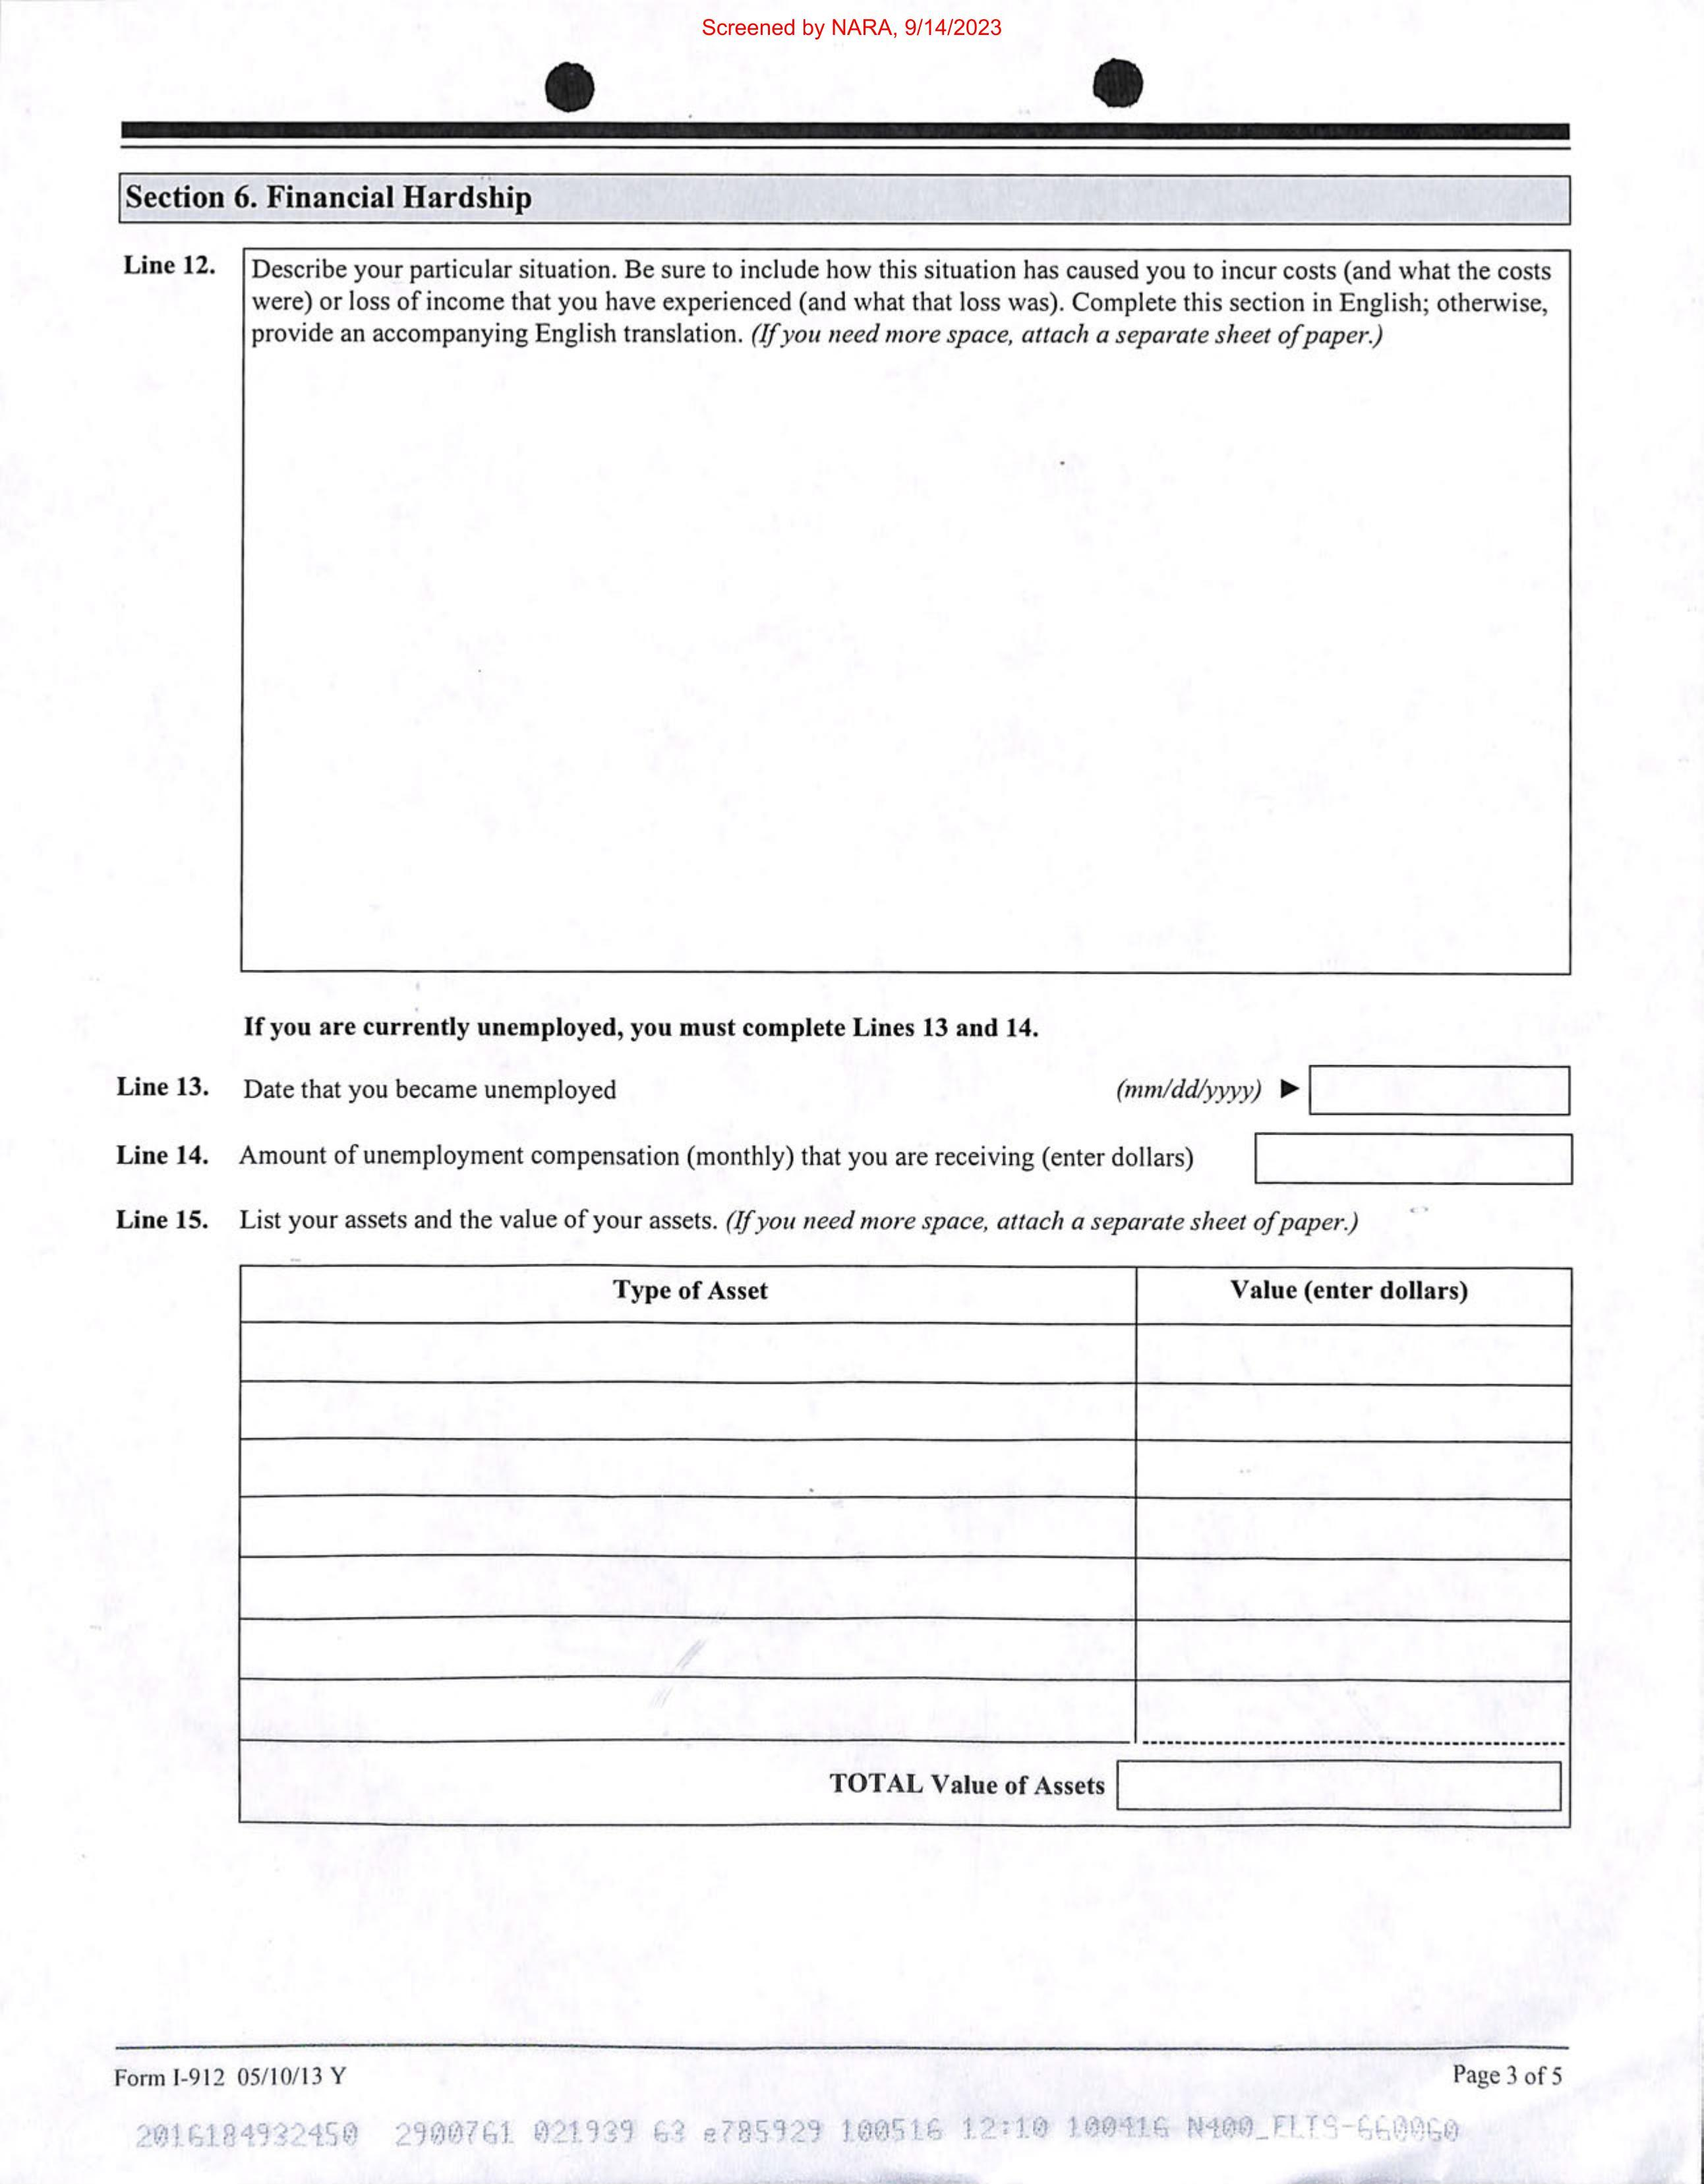 Screened by NARA, 9/14/2023
Section 6. Financial Hardship
Line 12. Describe your particular situation. Be sure to include how this situation has caused you to incur costs (and what the costs
were) or loss of income that you have experienced (and what that loss was). Complete this section in English; otherwise,
provide an accompanying English translation. (If you need more space, attach a separate sheet of paper.)
If you are currently unemployed, you must complete Lines 13 and 14.
Line 13. Date that you became unemployed (mm/dd/yyyy) ►
Line 14. Amount of unemployment compensation (monthly) that you are receiving (enter dollars)
Line 15. List your assets and the value of your assets. (If you need more space, attach a separate sheet of paper.)
Type of Asset Value (enter dollars)
TOTAL Value of Assets
Form I-912 05/10/13 Y Page 3 of 5
2016184932450 2900761 021939 63 e785929 100516 12:10 100416 N400_ELIS-660060